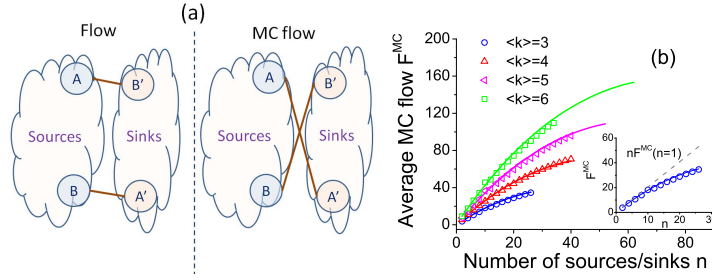 (a)
Flow
MC flow
A
B'
Sources
Sinks
B
A'
A
B'
Sources
Sinks
B
A'
(b)
Average MC flow F^MC
200
160
120
80
40
0
<k>=3
<k>=4
<k>=5
<k>=6
0 20 40 60 80
Number of sources/sinks n
nF^MC(n=1)
F^MC
60
40
20
0
0 10 20 30
n